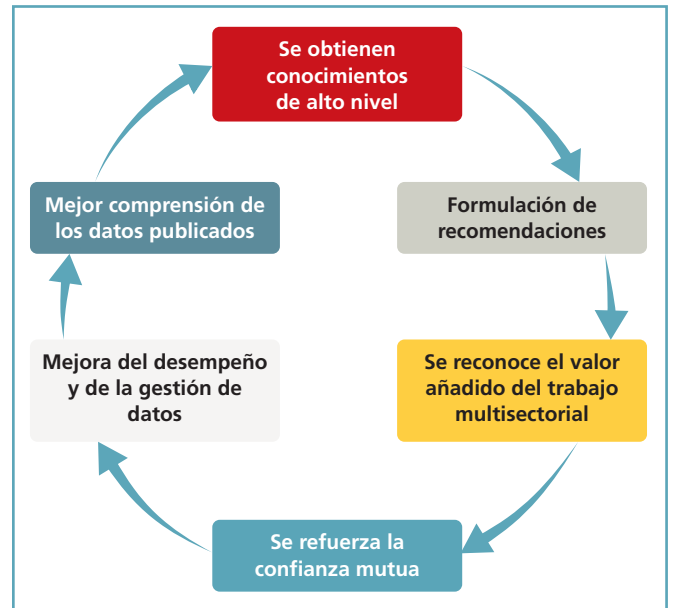 Se obtienen
conocimientos
de alto nivel
Formulación de
recomendaciones
Se reconoce el valor
añadido del trabajo
multisectorial
Se refuerza la
confianza mutua
Mejora del desempeño
y de la gestión de
datos
Mejor comprensión de
los datos publicados